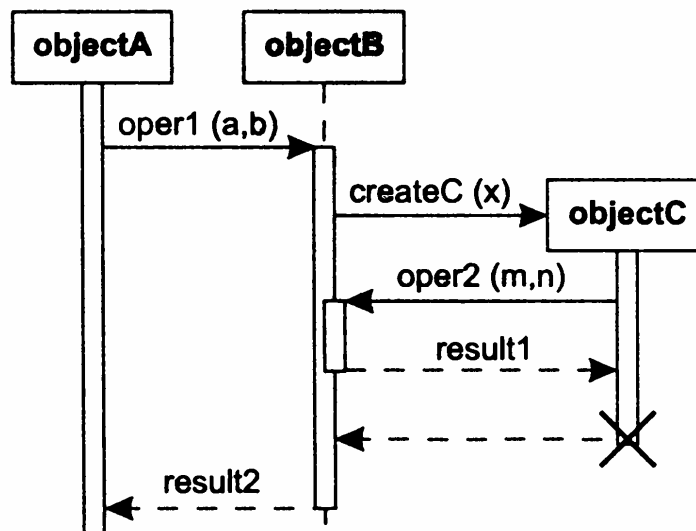 objectA
objectB
oper1 (a,b)
createC (x)
objectC
oper2 (m,n)
result1
result2